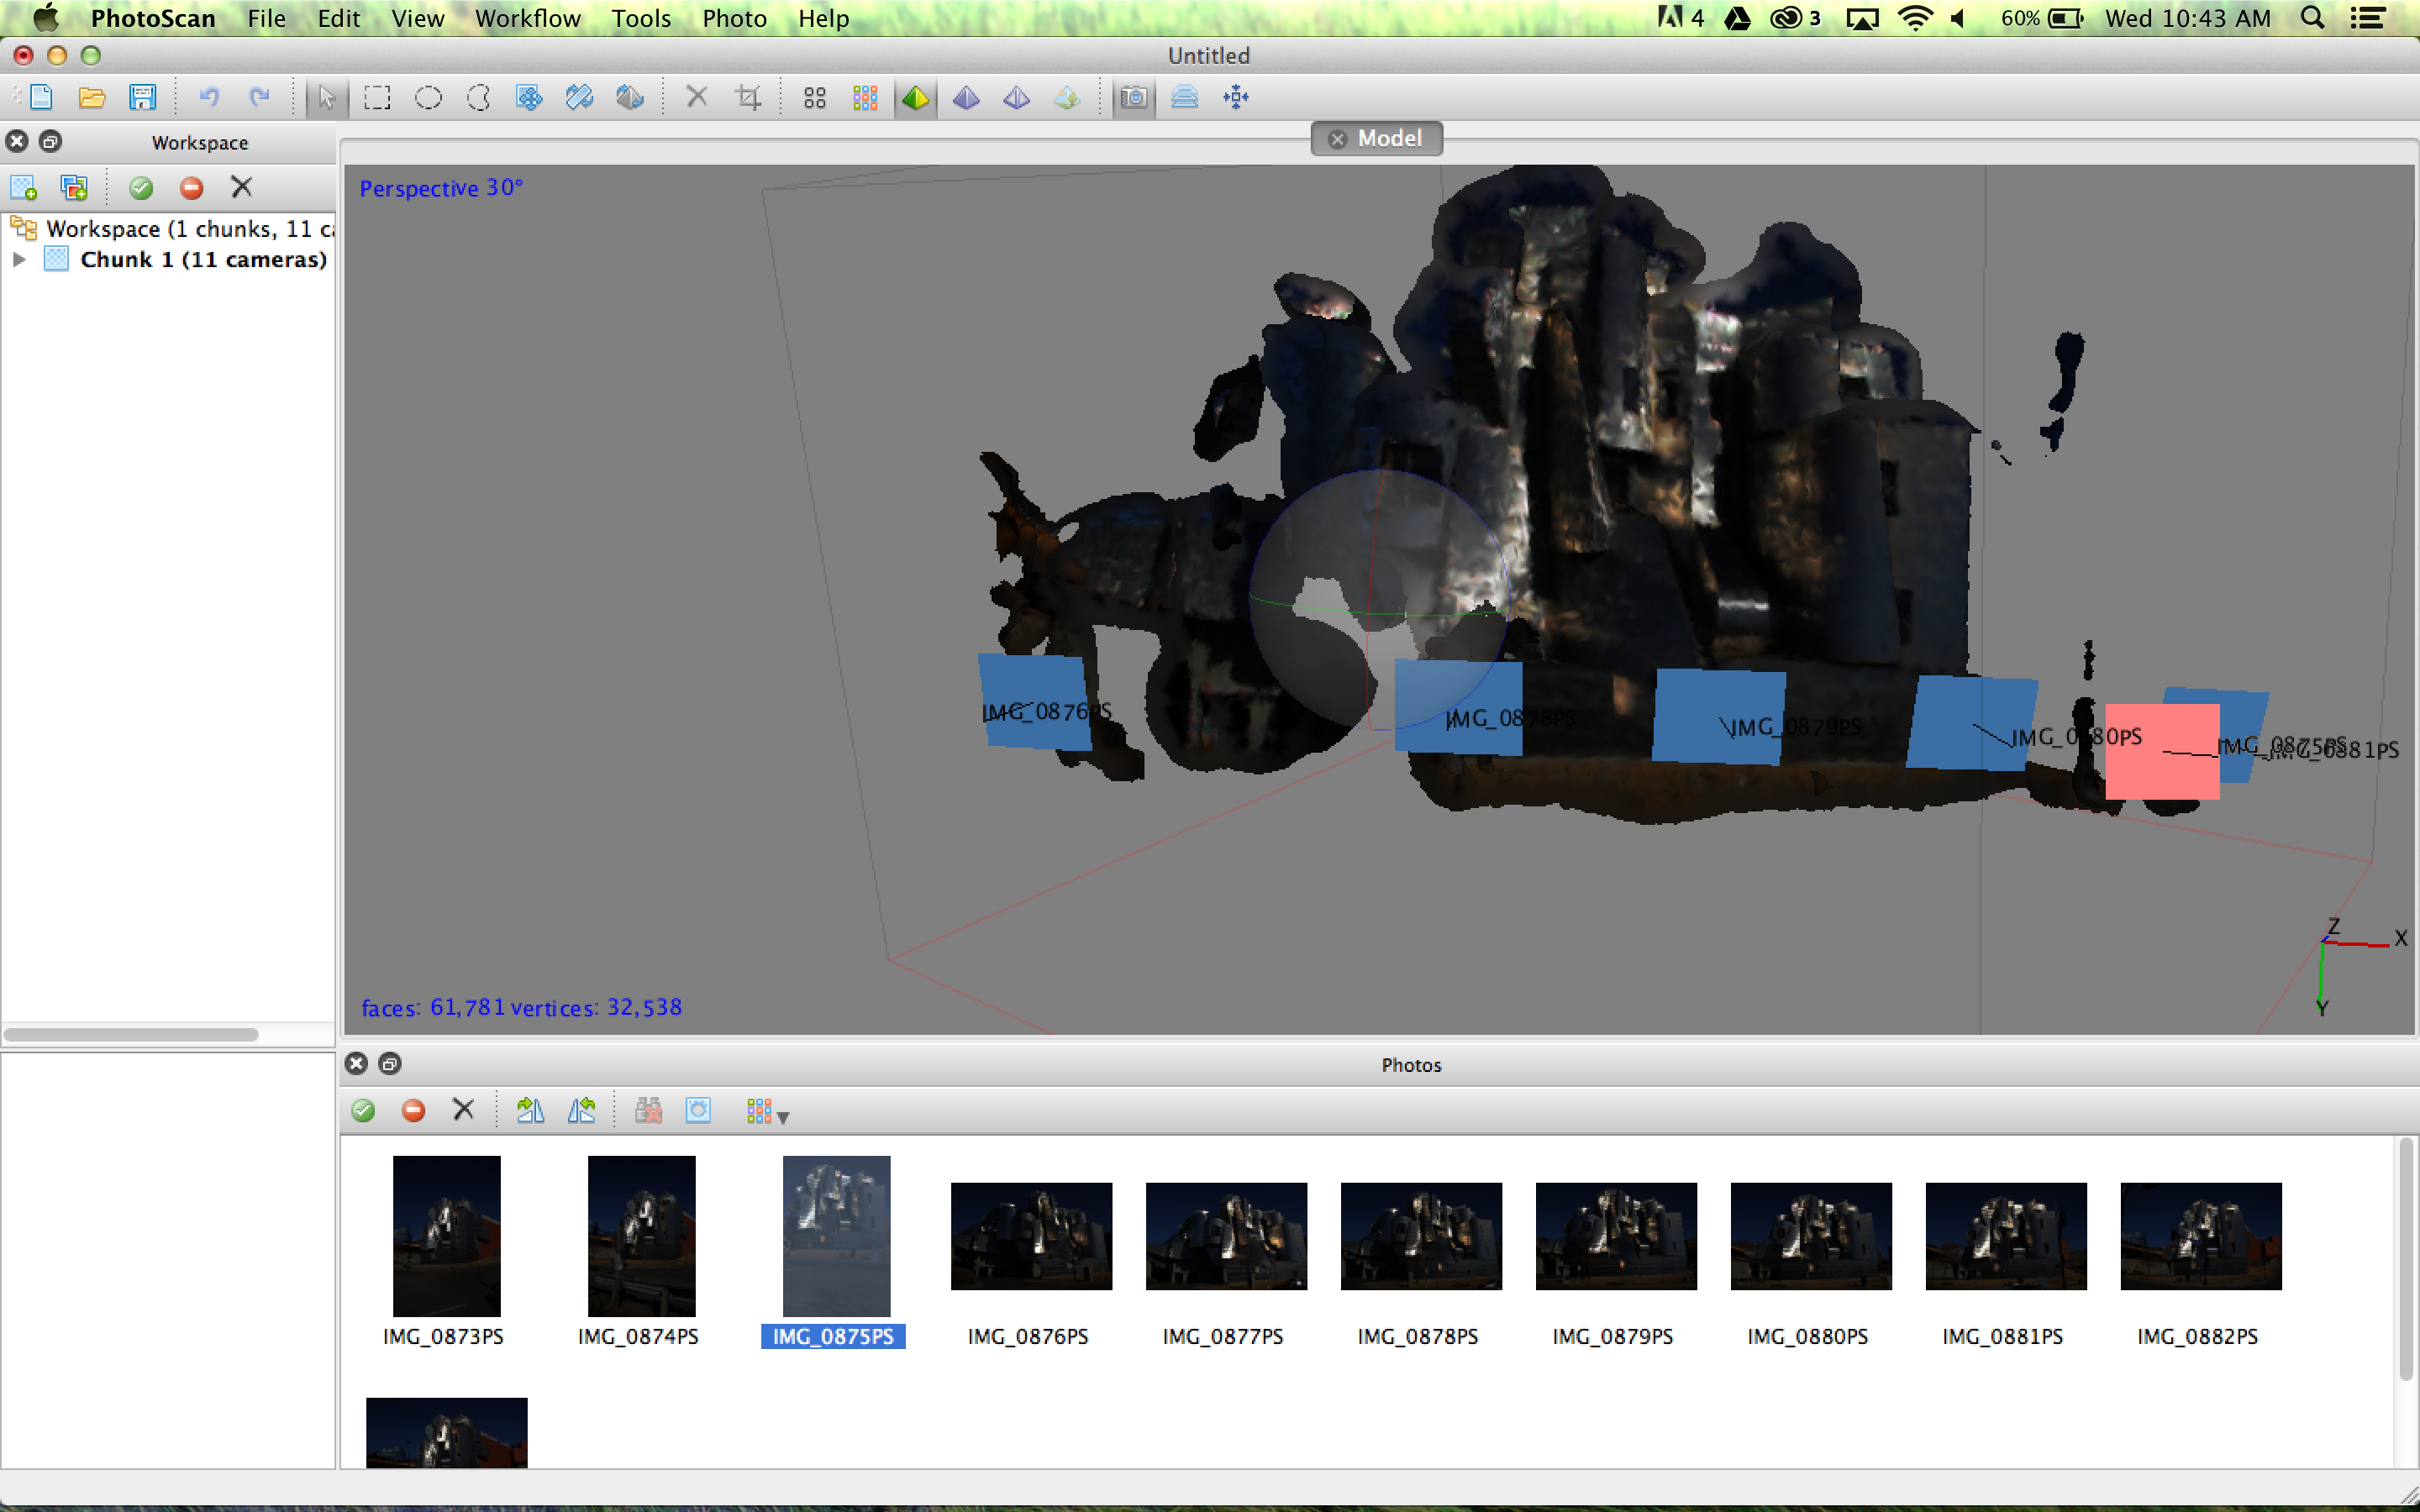 PhotoScan File Edit View Workflow Tools Photo Help 4 3 60% Wed 10:43 AM
Untitled
Workspace
Model
Workspace (1 chunks, 11 ca
Chunk 1 (11 cameras)
Perspective 30°
IMG_0876PS
IMG_0878PS
IMG_0879PS
IMG_0880PS
IMG_0875PS
IMG_0881PS
Z
X
Y
faces: 61,781 vertices: 32,538
Photos
IMG_0873PS IMG_0874PS IMG_0875PS IMG_0876PS IMG_0877PS IMG_0878PS IMG_0879PS IMG_0880PS IMG_0881PS IMG_0882PS